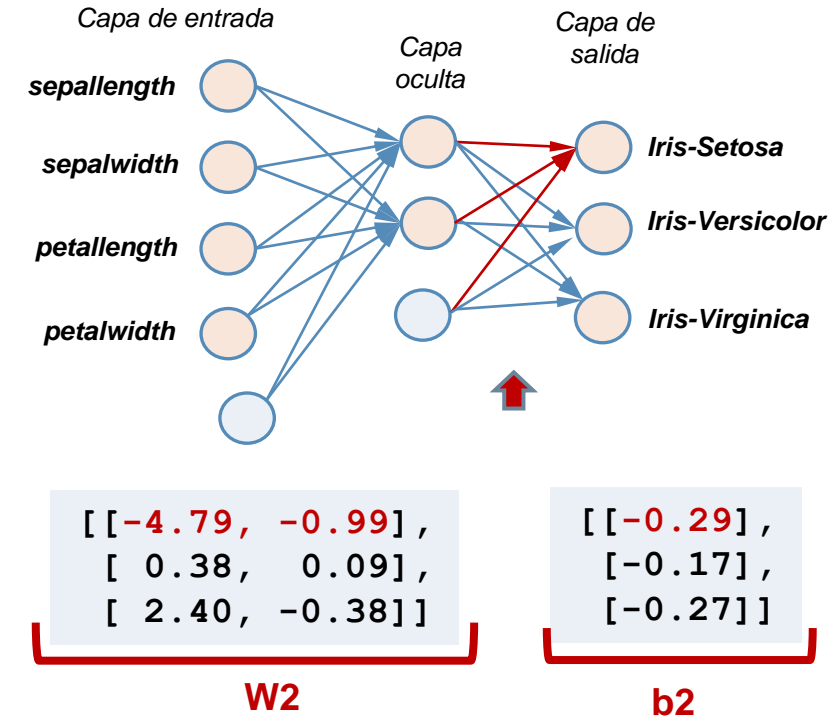 Capa de entrada
Capa
oculta
Capa de
salida
sepallength
sepalwidth
petallength
petalwidth
Iris-Setosa
Iris-Versicolor
Iris-Virginica
[[-4.79, -0.99],
[ 0.38, 0.09],
[ 2.40, -0.38]]
W2
[[-0.29],
[-0.17],
[-0.27]]
b2